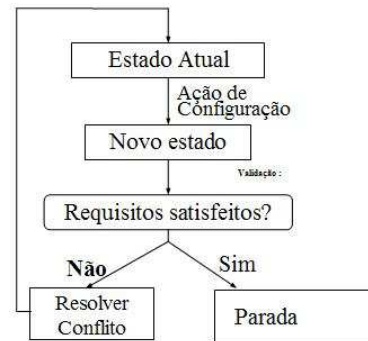 Estado Atual
Ação de
Configuração
Novo estado
Validação :
Requisitos satisfeitos?
Não
Sim
Resolver
Conflito
Parada